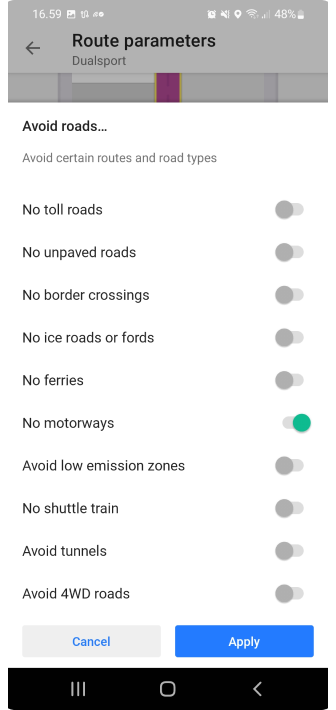 16.59 48%
Route parameters
Dualsport
Avoid roads...
Avoid certain routes and road types
No toll roads
No unpaved roads
No border crossings
No ice roads or fords
No ferries
No motorways
Avoid low emission zones
No shuttle train
Avoid tunnels
Avoid 4WD roads
Cancel Apply